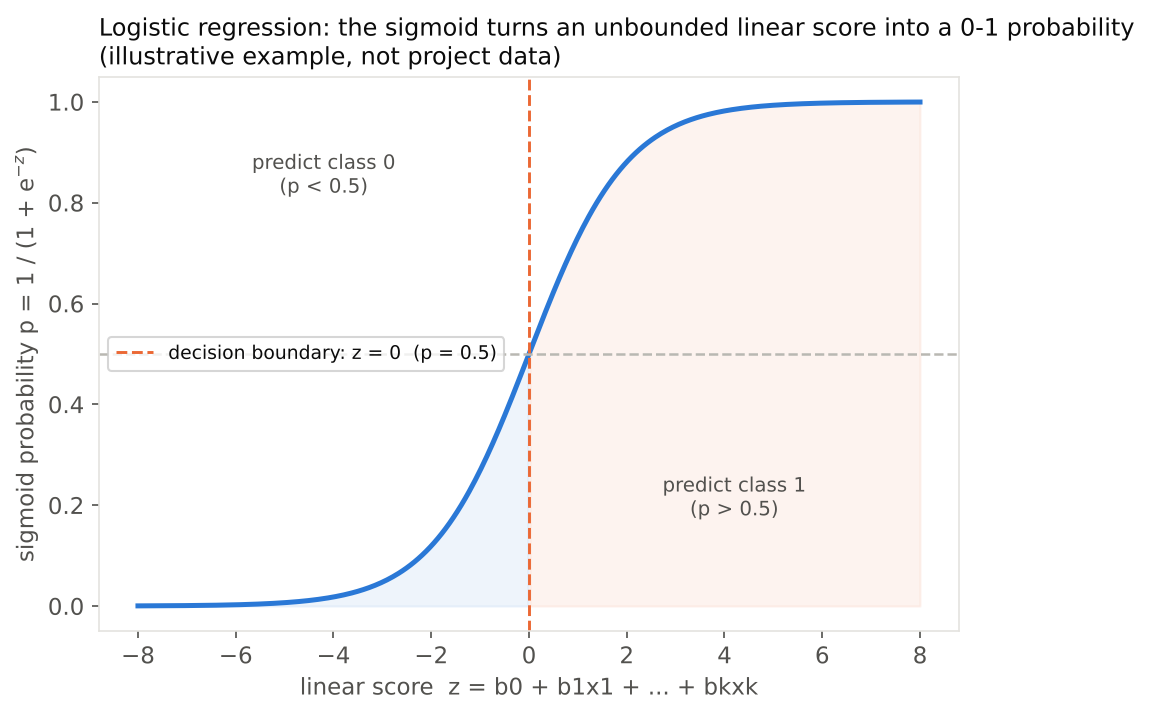 Logistic regression: the sigmoid turns an unbounded linear score into a 0-1 probability
(illustrative example, not project data)
sigmoid probability p = 1 / (1 + e⁻ᶻ)
1.0
0.8
0.6
0.4
0.2
0.0
predict class 0
(p < 0.5)
decision boundary: z = 0  (p = 0.5)
predict class 1
(p > 0.5)
−8 −6 −4 −2 0 2 4 6 8
linear score  z = b0 + b1x1 + ... + bkxk